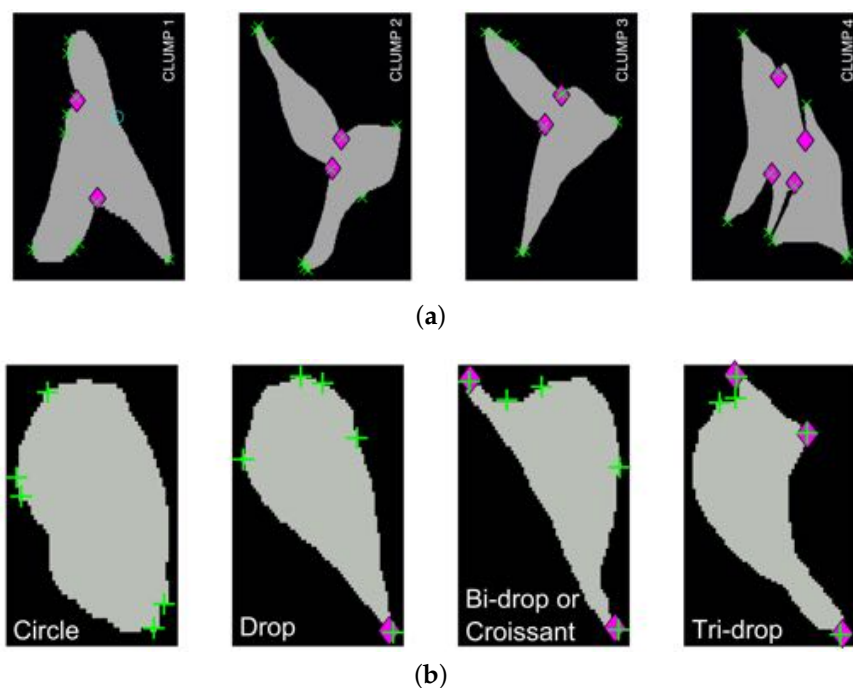 CLUMP 1
CLUMP 2
CLUMP 3
CLUMP 4
(a)
Circle
Drop
Bi-drop or
Croissant
Tri-drop
(b)